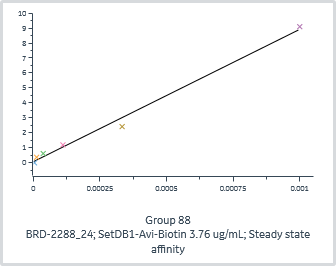 10
9
8
7
6
5
4
3
2
1
0
0 0.00025 0.0005 0.00075 0.001
Group 88
BRD-2288_24; SetDB1-Avi-Biotin 3.76 ug/mL; Steady state
affinity